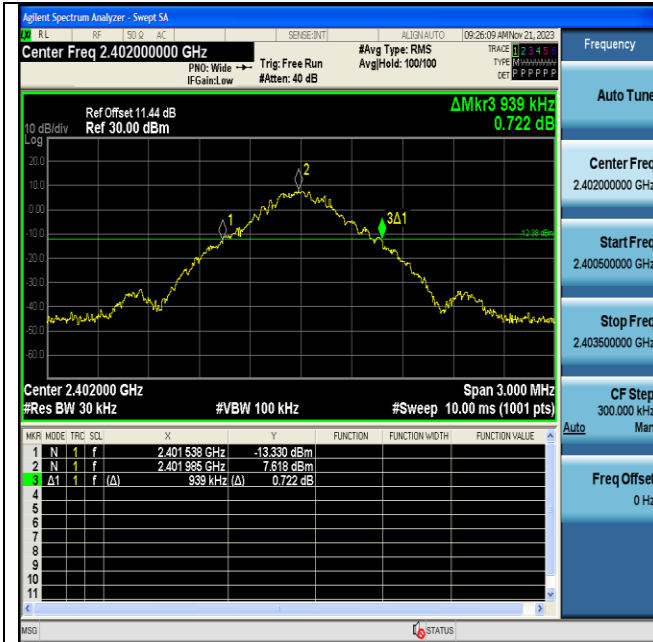 Agilent Spectrum Analyzer - Swept SA
RL RF 50 Ω AC SENSE:INT ALIGN AUTO 09:26:09 AM Nov 21, 2023
Center Freq 2.402000000 GHz
PNO: Wide
IFGain:Low
Trig: Free Run
#Atten: 40 dB
#Avg Type: RMS
Avg|Hold: 100/100
TRACE 1 2 3 4 5 6
TYPE M
DET P P P P P P
Ref Offset 11.44 dB
10 dB/div Ref 30.00 dBm
Log
ΔMkr3 939 kHz
0.722 dB
20.0
10.0
0.00
-10.0
-20.0
-30.0
-40.0
-50.0
-60.0
1
2
3Δ1
-12.38 dBm
Center 2.402000 GHz Span 3.000 MHz
#Res BW 30 kHz #VBW 100 kHz #Sweep 10.00 ms (1001 pts)
MKR MODE TRC SCL X Y FUNCTION FUNCTION WIDTH FUNCTION VALUE
1 N 1 f 2.401 538 GHz -13.330 dBm
2 N 1 f 2.401 985 GHz 7.618 dBm
3 Δ1 1 f (Δ) 939 kHz (Δ) 0.722 dB
4
5
6
7
8
9
10
11
MSG STATUS
Frequency
Auto Tune
Center Freq
2.402000000 GHz
Start Freq
2.400500000 GHz
Stop Freq
2.403500000 GHz
CF Step
300.000 kHz
Auto Man
Freq Offset
0 Hz